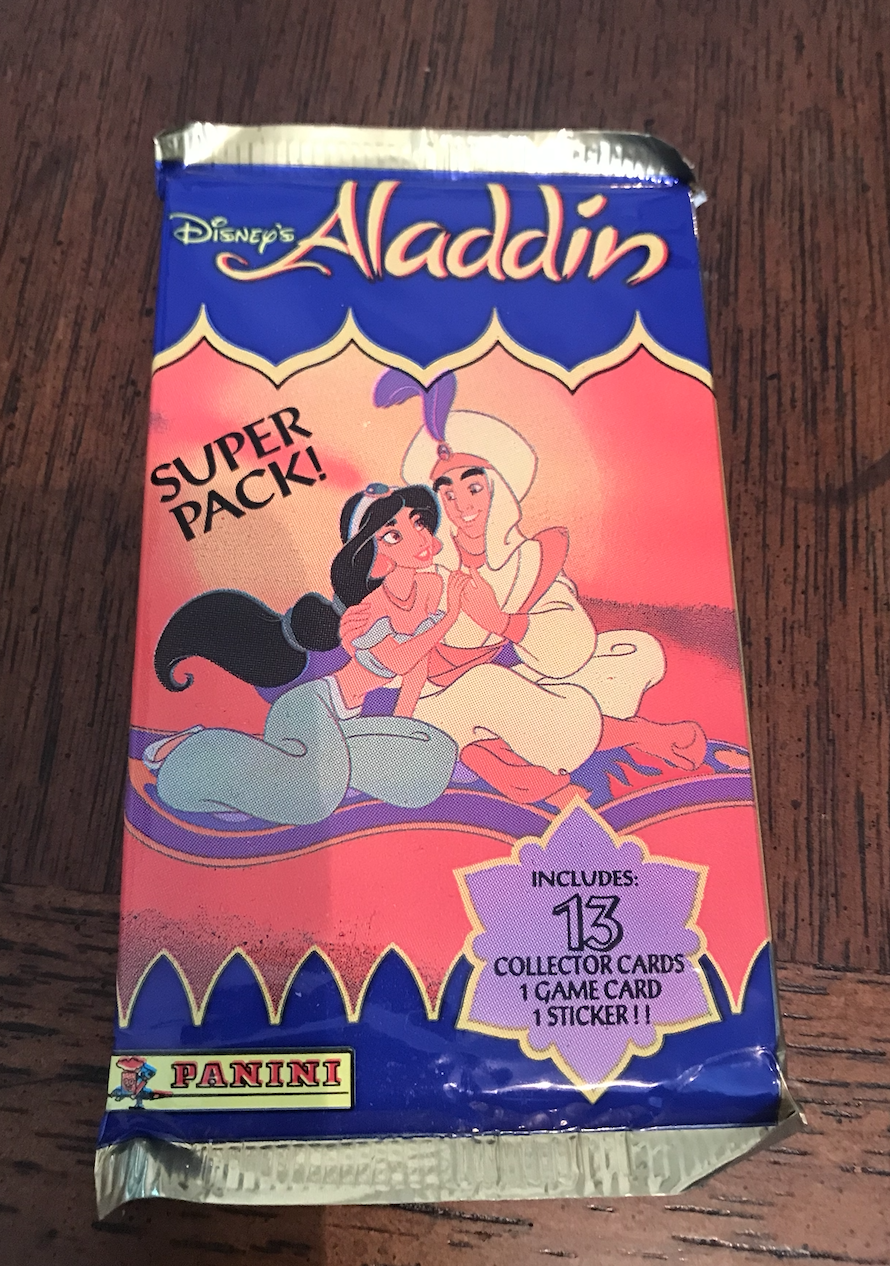 DISNEY'S Aladdin
SUPER
PACK!
INCLUDES:
13
COLLECTOR CARDS
1 GAME CARD
1 STICKER!!
PANINI